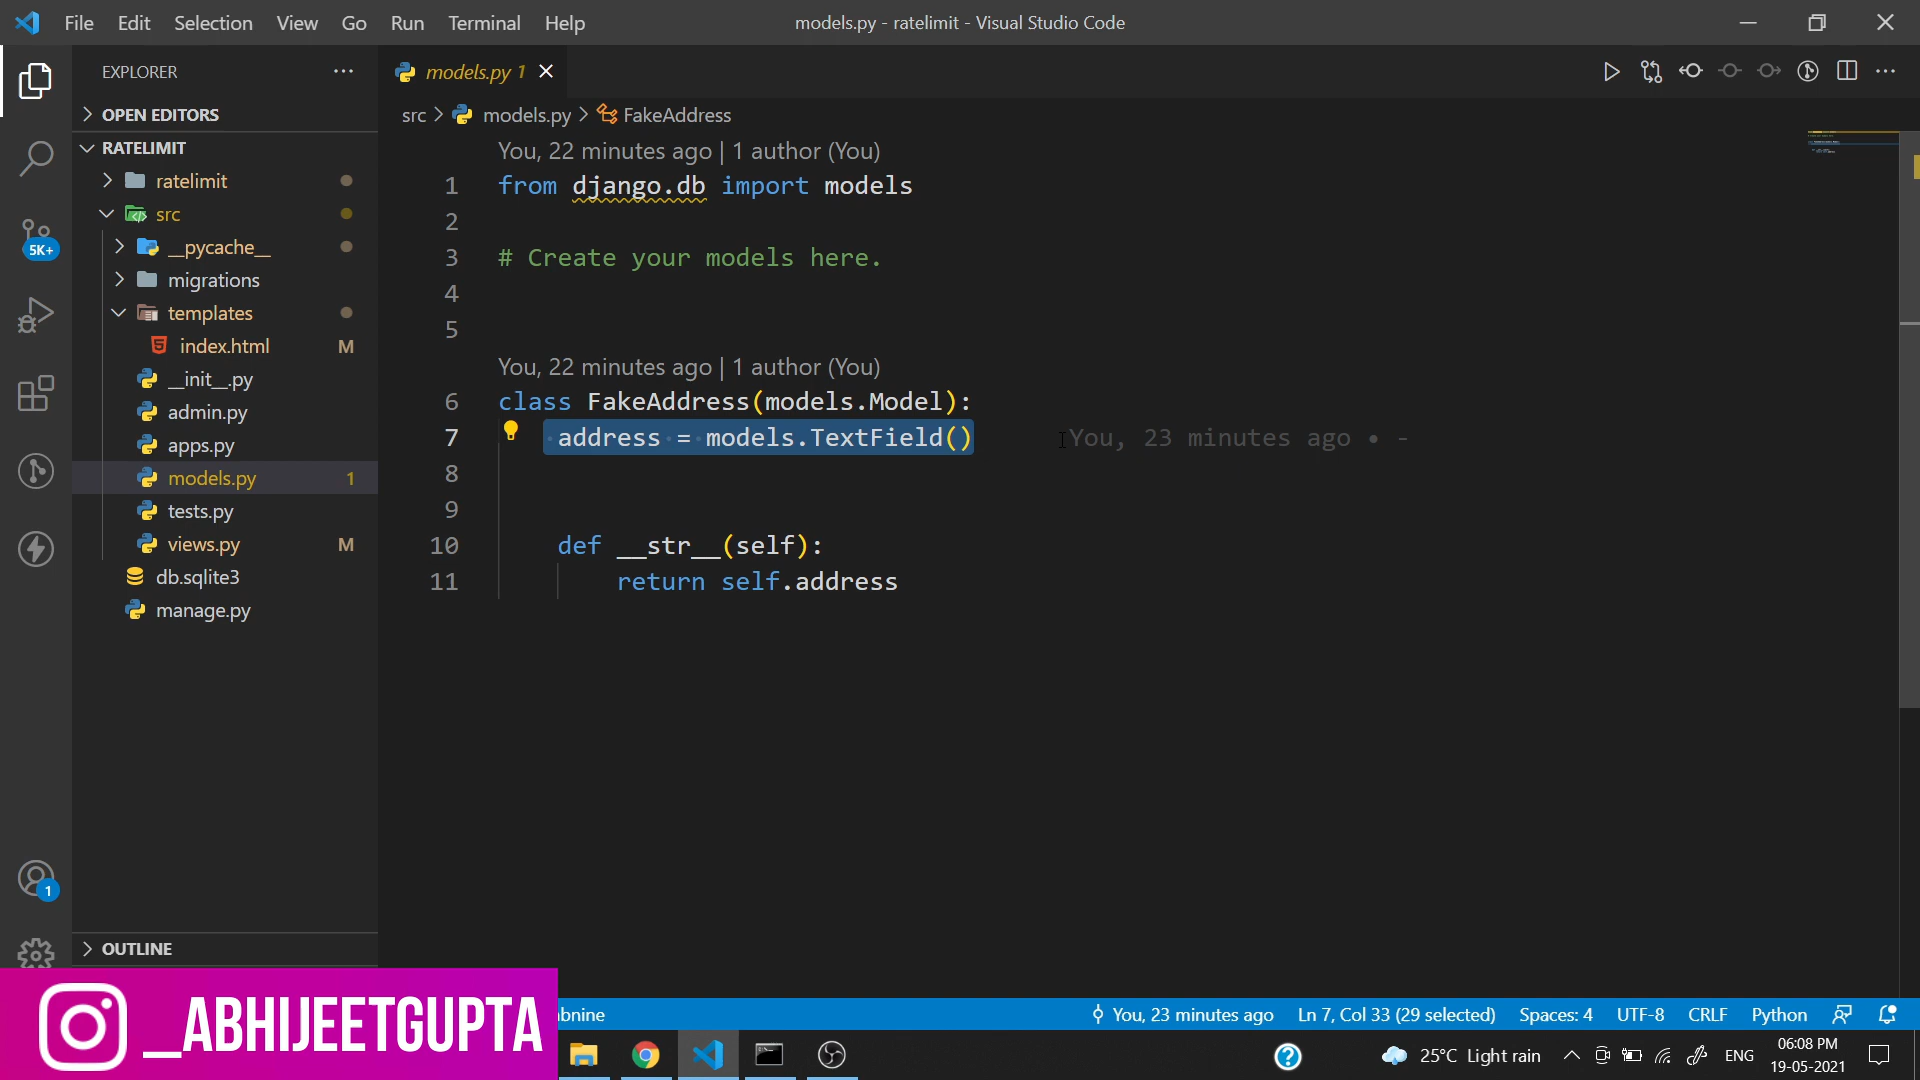 File Edit Selection View Go Run Terminal Help
models.py - ratelimit - Visual Studio Code
EXPLORER
OPEN EDITORS
RATELIMIT
ratelimit
src
__pycache__
migrations
templates
index.html M
__init__.py
admin.py
apps.py
models.py 1
tests.py
views.py M
db.sqlite3
manage.py
OUTLINE
5K+
1
models.py 1
src > models.py > FakeAddress
You, 22 minutes ago | 1 author (You)
1 from django.db import models
2
3 # Create your models here.
4
5
You, 22 minutes ago | 1 author (You)
6 class FakeAddress(models.Model):
7 address = models.TextField() You, 23 minutes ago • -
8
9
10 def __str__(self):
11 return self.address
_ABHIJEETGUPTA
You, 23 minutes ago Ln 7, Col 33 (29 selected) Spaces: 4 UTF-8 CRLF Python
25°C Light rain ENG
06:08 PM
19-05-2021